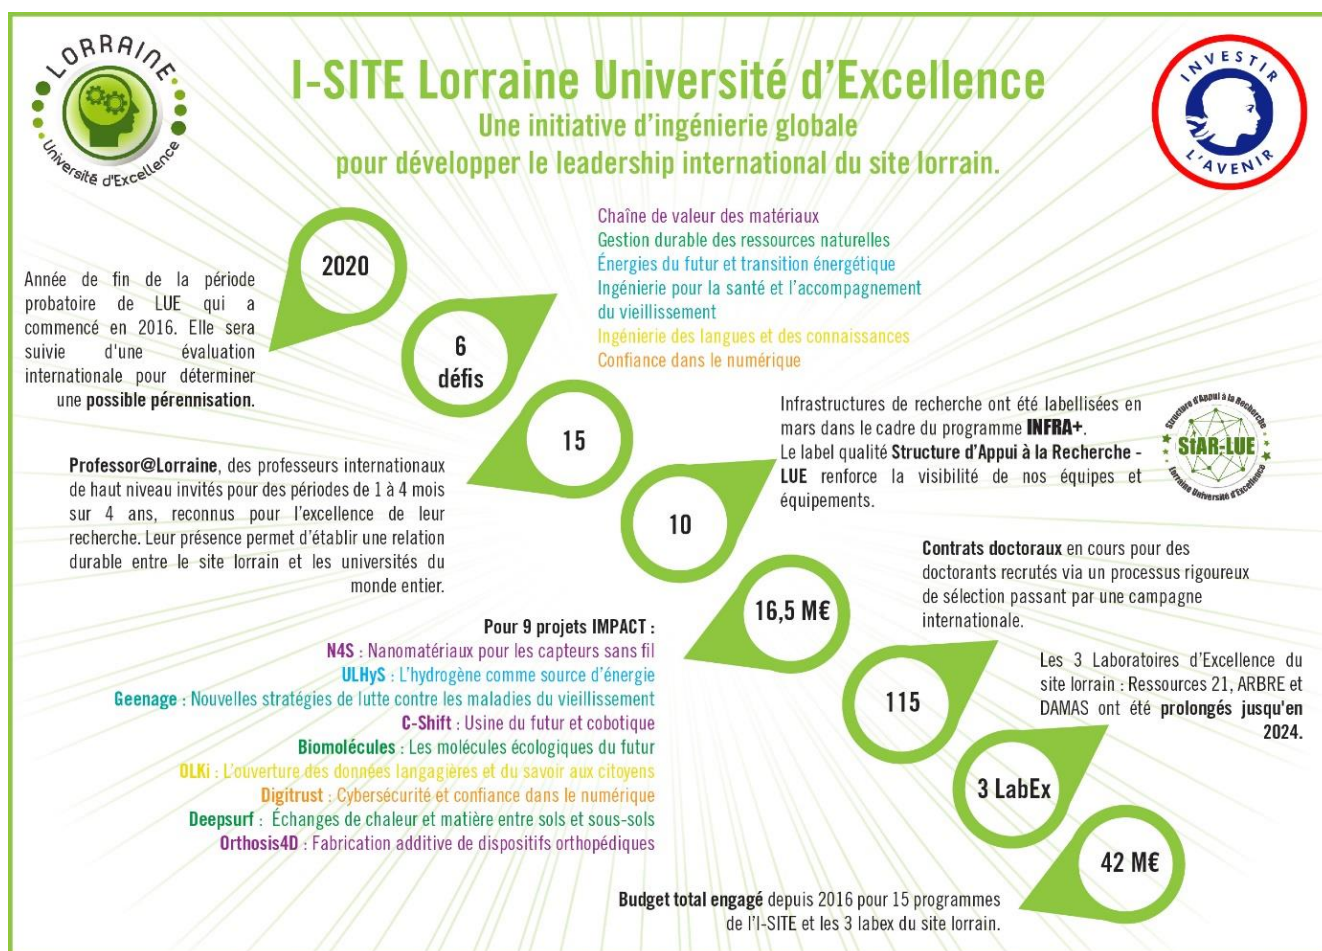 LORRAINE
Université d'Excellence
I-SITE Lorraine Université d'Excellence
Une initiative d'ingénierie globale
pour développer le leadership international du site lorrain.
INVESTIR
L'AVENIR
2020
Année de fin de la période
probatoire de LUE qui a
commencé en 2016. Elle sera
suivie d'une évaluation
internationale pour déterminer
une possible pérennisation.
6
défis
Chaîne de valeur des matériaux
Gestion durable des ressources naturelles
Énergies du futur et transition énergétique
Ingénierie pour la santé et l'accompagnement
du vieillissement
Ingénierie des langues et des connaissances
Confiance dans le numérique
15
Professor@Lorraine, des professeurs internationaux
de haut niveau invités pour des périodes de 1 à 4 mois
sur 4 ans, reconnus pour l'excellence de leur
recherche. Leur présence permet d'établir une relation
durable entre le site lorrain et les universités du
monde entier.
10
Infrastructures de recherche ont été labellisées en
mars dans le cadre du programme INFRA+.
Le label qualité Structure d'Appui à la Recherche -
LUE renforce la visibilité de nos équipes et
équipements.
Structure d'Appui à la Recherche
StAR-LUE
Lorraine Université d'Excellence
16,5 M€
Pour 9 projets IMPACT :
N4S : Nanomatériaux pour les capteurs sans fil
ULHyS : L'hydrogène comme source d'énergie
Geenage : Nouvelles stratégies de lutte contre les maladies du vieillissement
C-Shift : Usine du futur et cobotique
Biomolécules : Les molécules écologiques du futur
OLKi : L'ouverture des données langagières et du savoir aux citoyens
Digitrust : Cybersécurité et confiance dans le numérique
Deepsurf : Échanges de chaleur et matière entre sols et sous-sols
Orthosis4D : Fabrication additive de dispositifs orthopédiques
115
Contrats doctoraux en cours pour des
doctorants recrutés via un processus rigoureux
de sélection passant par une campagne
internationale.
3 LabEx
Les 3 Laboratoires d'Excellence du
site lorrain : Ressources 21, ARBRE et
DAMAS ont été prolongés jusqu'en
2024.
42 M€
Budget total engagé depuis 2016 pour 15 programmes
de l'I-SITE et les 3 labex du site lorrain.